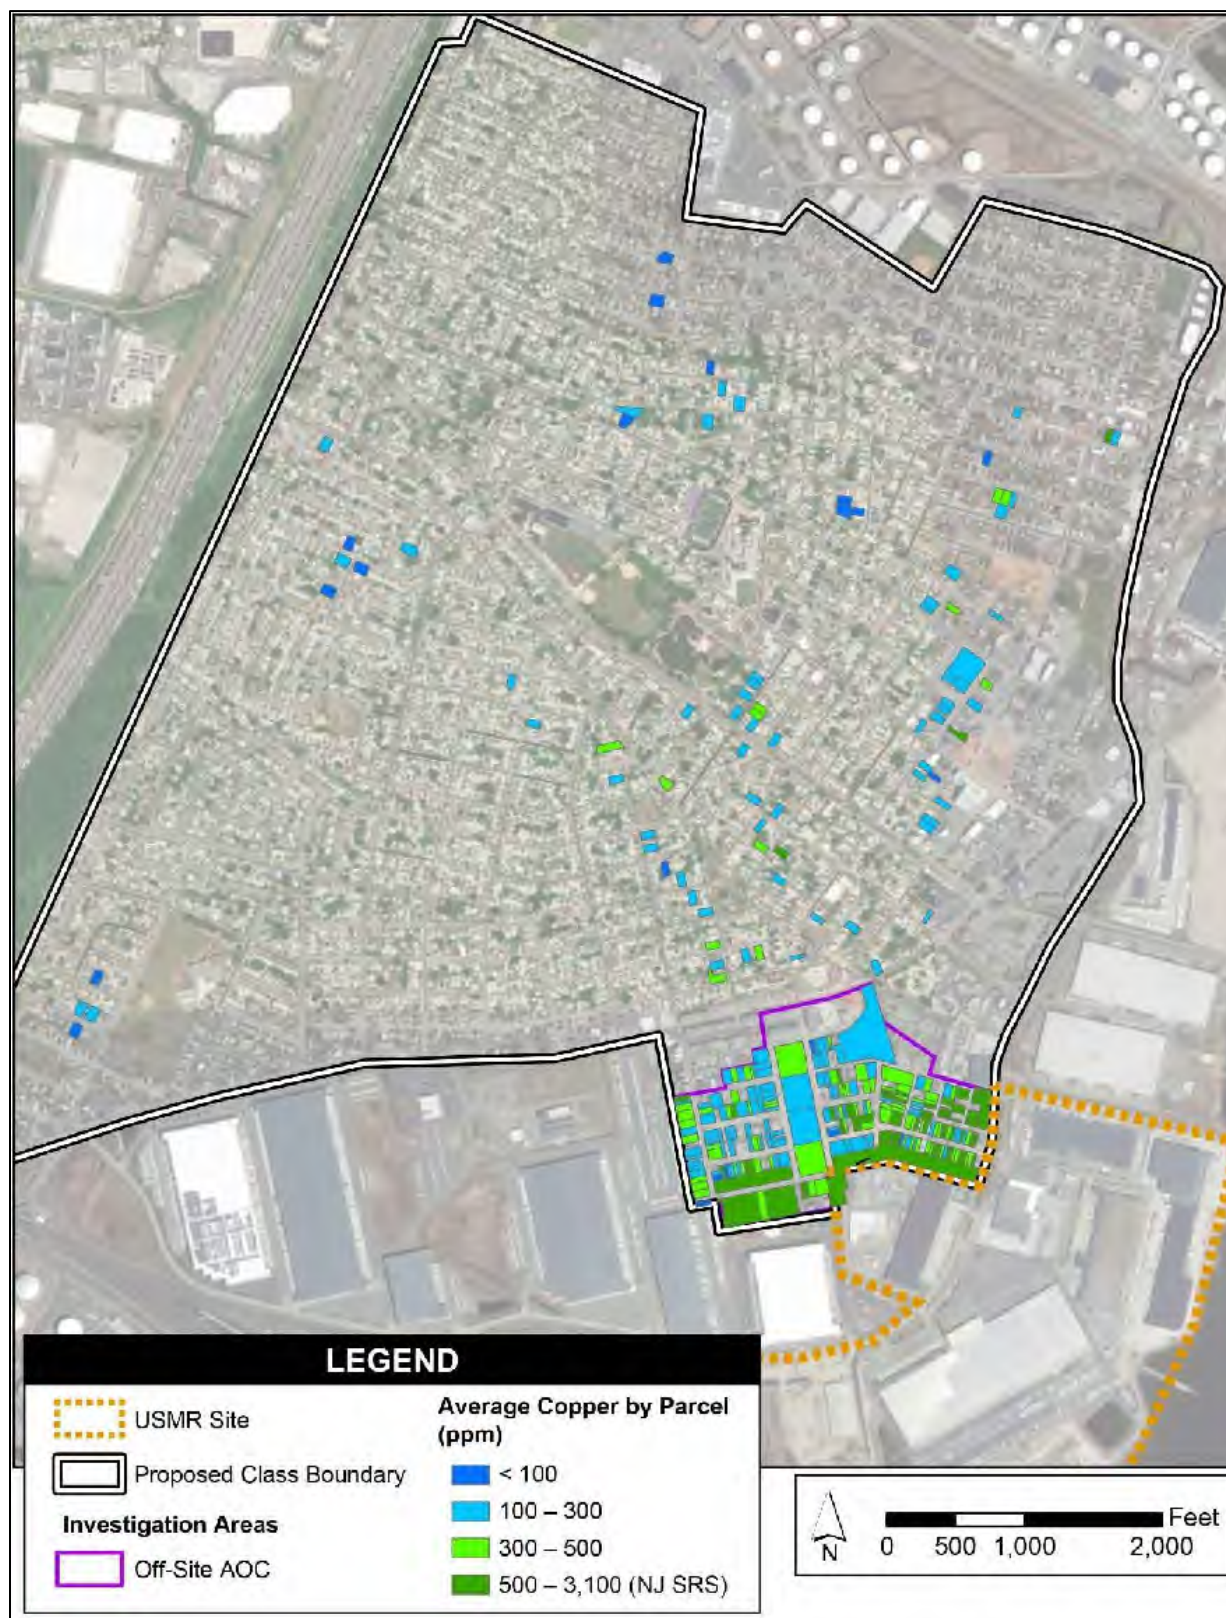 LEGEND
USMR Site
Proposed Class Boundary
Investigation Areas
Off-Site AOC
Average Copper by Parcel
(ppm)
< 100
100 – 300
300 – 500
500 – 3,100 (NJ SRS)
N
Feet
0 500 1,000 2,000